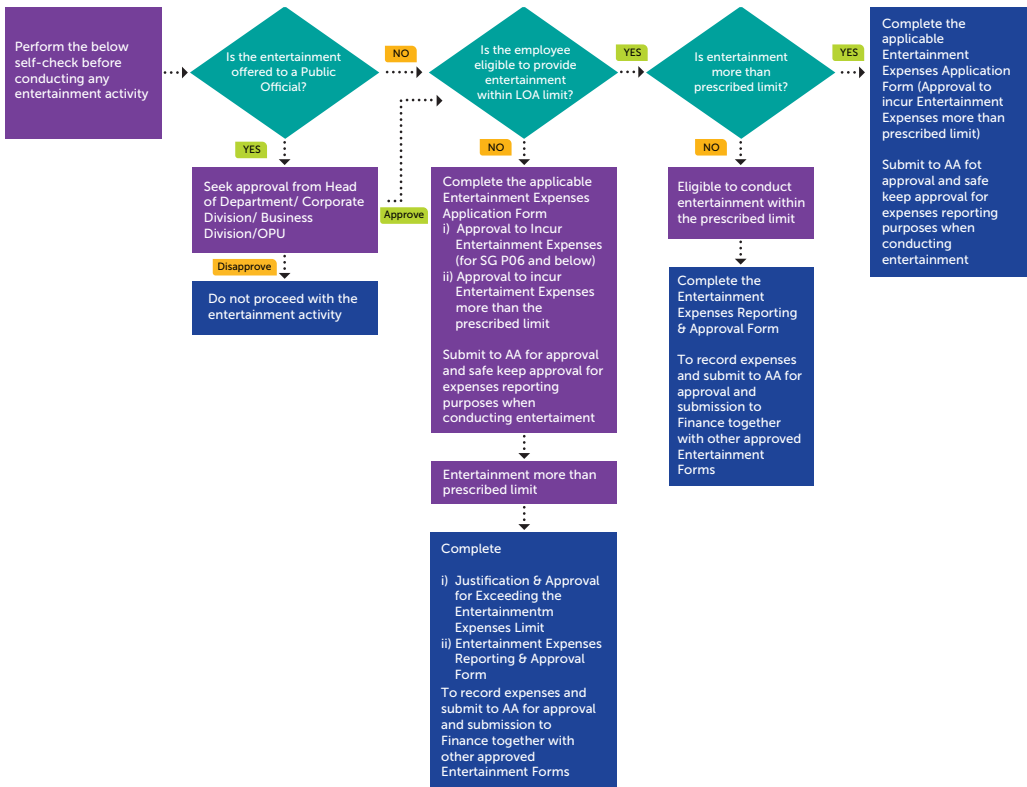 Perform the below
self-check before
conducting any
entertainment activity
Is the entertainment
offered to a Public
Official?
NO
Is the employee
eligible to provide
entertainment
within LOA limit?
YES
Is entertainment
more than
prescribed limit?
YES
Complete the
applicable
Entertainment
Expenses Application
Form (Approval to
incur Entertainment
Expenses more than
prescribed limit)
Submit to AA fot
approval and safe
keep approval for
expenses reporting
purposes when
conducting
entertainment
YES
Seek approval from Head
of Department/ Corporate
Division/ Business
Division/OPU
Approve
Disapprove
Do not proceed with the
entertainment activity
NO
Complete the applicable
Entertainment Expenses
Application Form
i) Approval to Incur
Entertainment Expenses
(for SG P06 and below)
ii) Approval to incur
Entertaiment Expenses
more than the
prescribed limit
Submit to AA for approval
and safe keep approval for
expenses reporting
purposes when
conducting entertaiment
Entertainment more than
prescribed limit
Complete
i) Justification & Approval
for Exceeding the
Entertainmentm
Expenses Limit
ii) Entertainment Expenses
Reporting & Approval
Form
To record expenses and
submit to AA for approval
and submission to
Finance together with
other approved
Entertainment Forms
NO
Eligible to conduct
entertainment within
the prescribed limit
Complete the
Entertainment
Expenses Reporting
& Approval Form
To record expenses
and submit to AA for
approval and
submission to
Finance together
with other approved
Entertainment
Forms